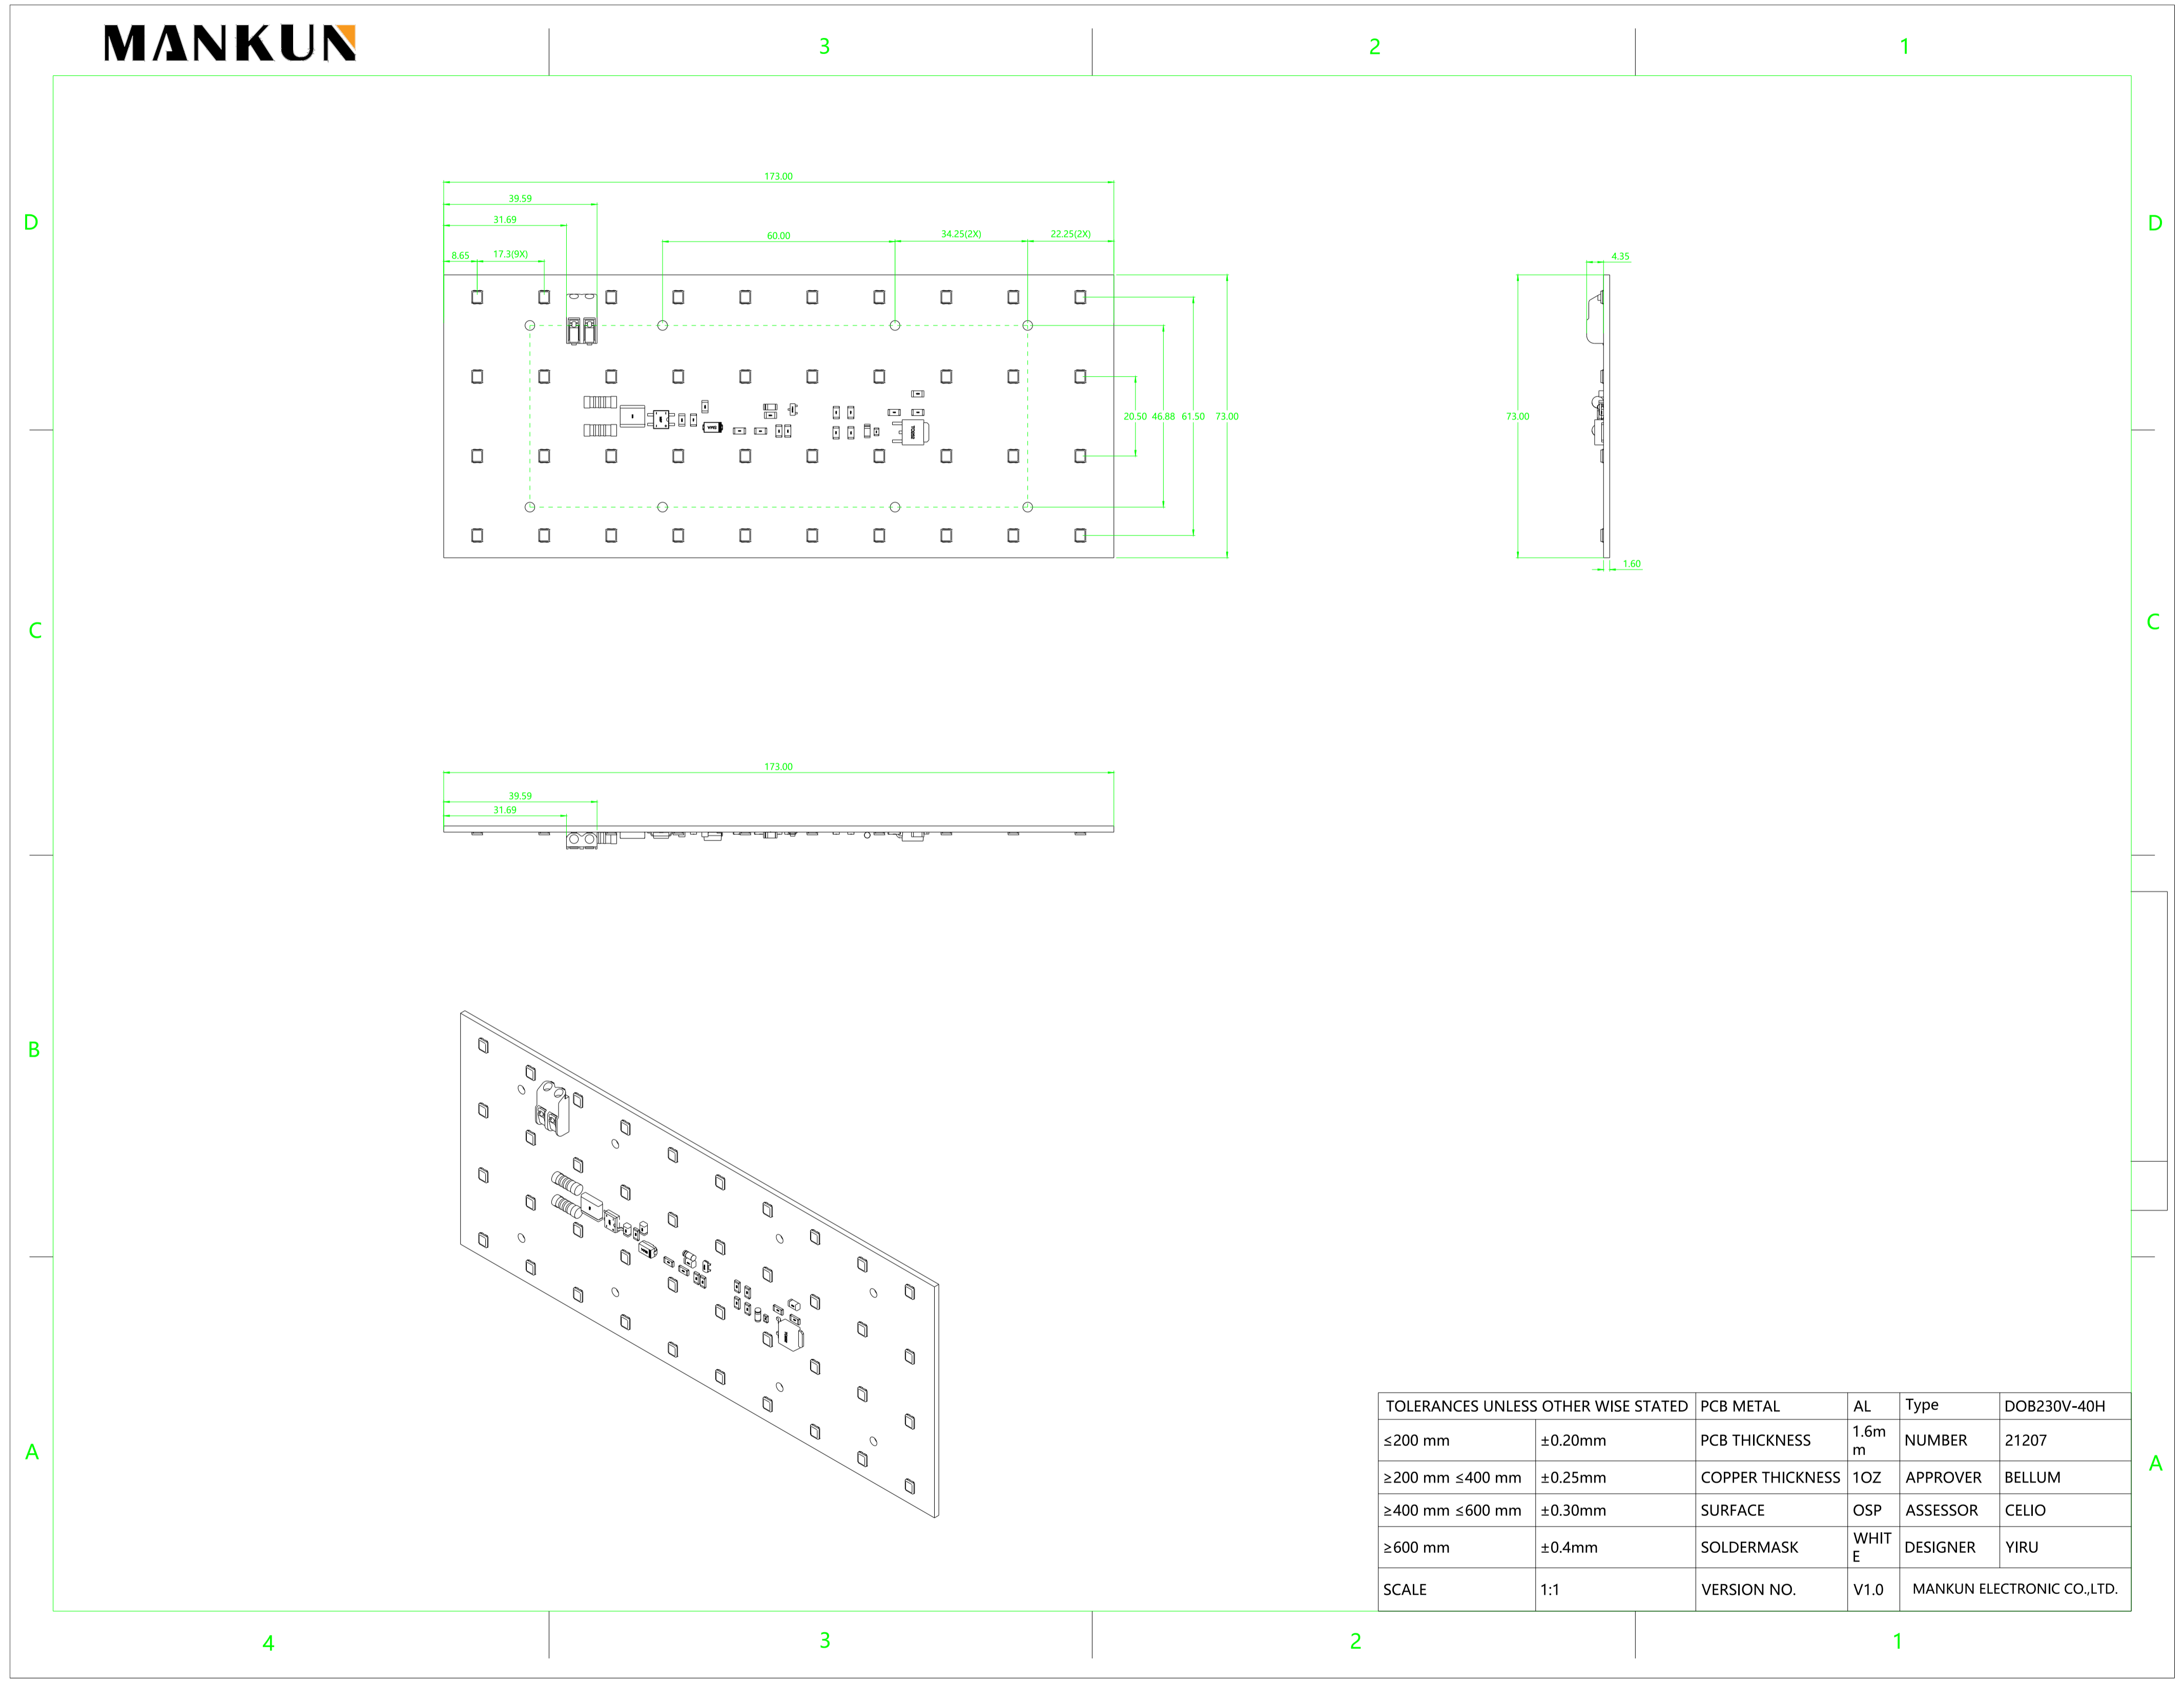 MANKUN
3
2
1
D
D
173.00
39.59
31.69
60.00
34.25(2X)
22.25(2X)
8.65
17.3(9X)
4.35
20.50
46.88
61.50
73.00
73.00
1.60
C
C
173.00
39.59
31.69
B
A
A
TOLERANCES UNLESS OTHER WISE STATED
PCB METAL
AL
Type
DOB230V-40H
≤200 mm
±0.20mm
PCB THICKNESS
1.6m
m
NUMBER
21207
≥200 mm ≤400 mm
±0.25mm
COPPER THICKNESS
1OZ
APPROVER
BELLUM
≥400 mm ≤600 mm
±0.30mm
SURFACE
OSP
ASSESSOR
CELIO
≥600 mm
±0.4mm
SOLDERMASK
WHIT
E
DESIGNER
YIRU
SCALE
1:1
VERSION NO.
V1.0
MANKUN ELECTRONIC CO.,LTD.
4
3
2
1